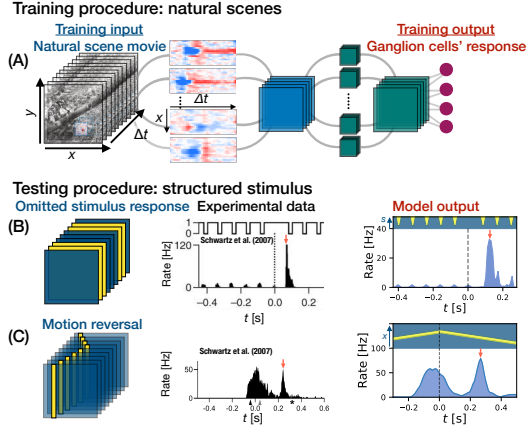 Training procedure: natural scenes
Training input
Training output
Natural scene movie
Ganglion cells' response
(A)
y
x
Δt
Δt
x
Testing procedure: structured stimulus
Omitted stimulus response
Experimental data
Model output
(B)
1
0
Schwartz et al. (2007)
120
0
Rate [Hz]
-0.4 -0.2 0.0 0.2
t [s]
s
40
20
0
Rate [Hz]
-0.4 -0.2 0.0 0.2
t [s]
(C)
Motion reversal
Schwartz et al. (2007)
50
0
Rate [Hz]
-0.4 -0.2 0.0 0.2 0.4 0.6
*
t [s]
x
100
50
0
Rate [Hz]
0.0 0.2 0.4
t [s]